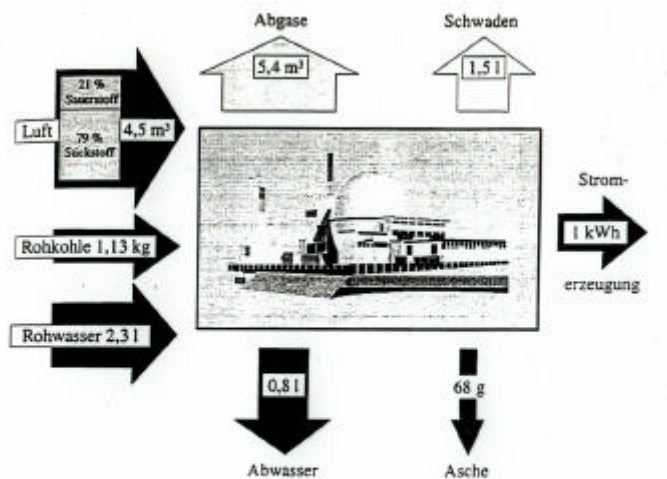 Abgase
5,4 m³
Schwaden
1,5 l
21 %
Sauerstoff
Luft
4,5 m³
79 %
Stickstoff
Rohkohle 1,13 kg
Rohwasser 2,3 l
Strom-
1 kWh
erzeugung
0,8 l
Abwasser
68 g
Asche